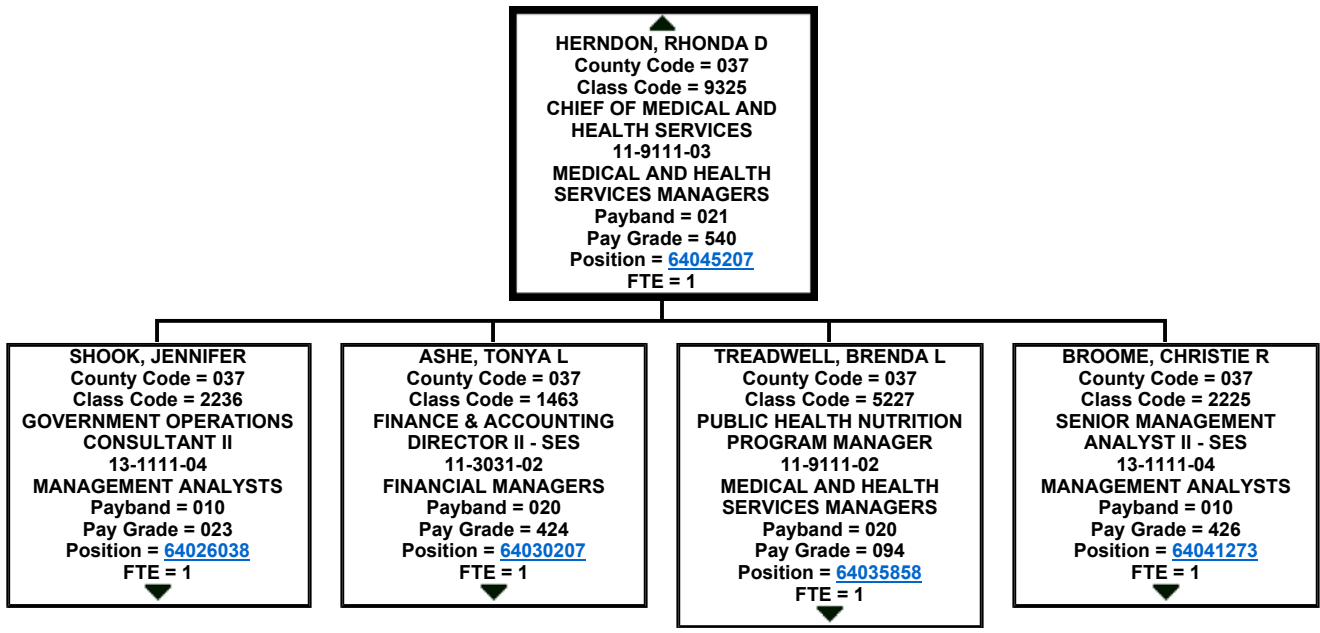 HERNDON, RHONDA D
County Code = 037
Class Code = 9325
CHIEF OF MEDICAL AND
HEALTH SERVICES
11-9111-03
MEDICAL AND HEALTH
SERVICES MANAGERS
Payband = 021
Pay Grade = 540
Position = 64045207
FTE = 1
SHOOK, JENNIFER
County Code = 037
Class Code = 2236
GOVERNMENT OPERATIONS
CONSULTANT II
13-1111-04
MANAGEMENT ANALYSTS
Payband = 010
Pay Grade = 023
Position = 64026038
FTE = 1
ASHE, TONYA L
County Code = 037
Class Code = 1463
FINANCE & ACCOUNTING
DIRECTOR II - SES
11-3031-02
FINANCIAL MANAGERS
Payband = 020
Pay Grade = 424
Position = 64030207
FTE = 1
TREADWELL, BRENDA L
County Code = 037
Class Code = 5227
PUBLIC HEALTH NUTRITION
PROGRAM MANAGER
11-9111-02
MEDICAL AND HEALTH
SERVICES MANAGERS
Payband = 020
Pay Grade = 094
Position = 64035858
FTE = 1
BROOME, CHRISTIE R
County Code = 037
Class Code = 2225
SENIOR MANAGEMENT
ANALYST II - SES
13-1111-04
MANAGEMENT ANALYSTS
Payband = 010
Pay Grade = 426
Position = 64041273
FTE = 1